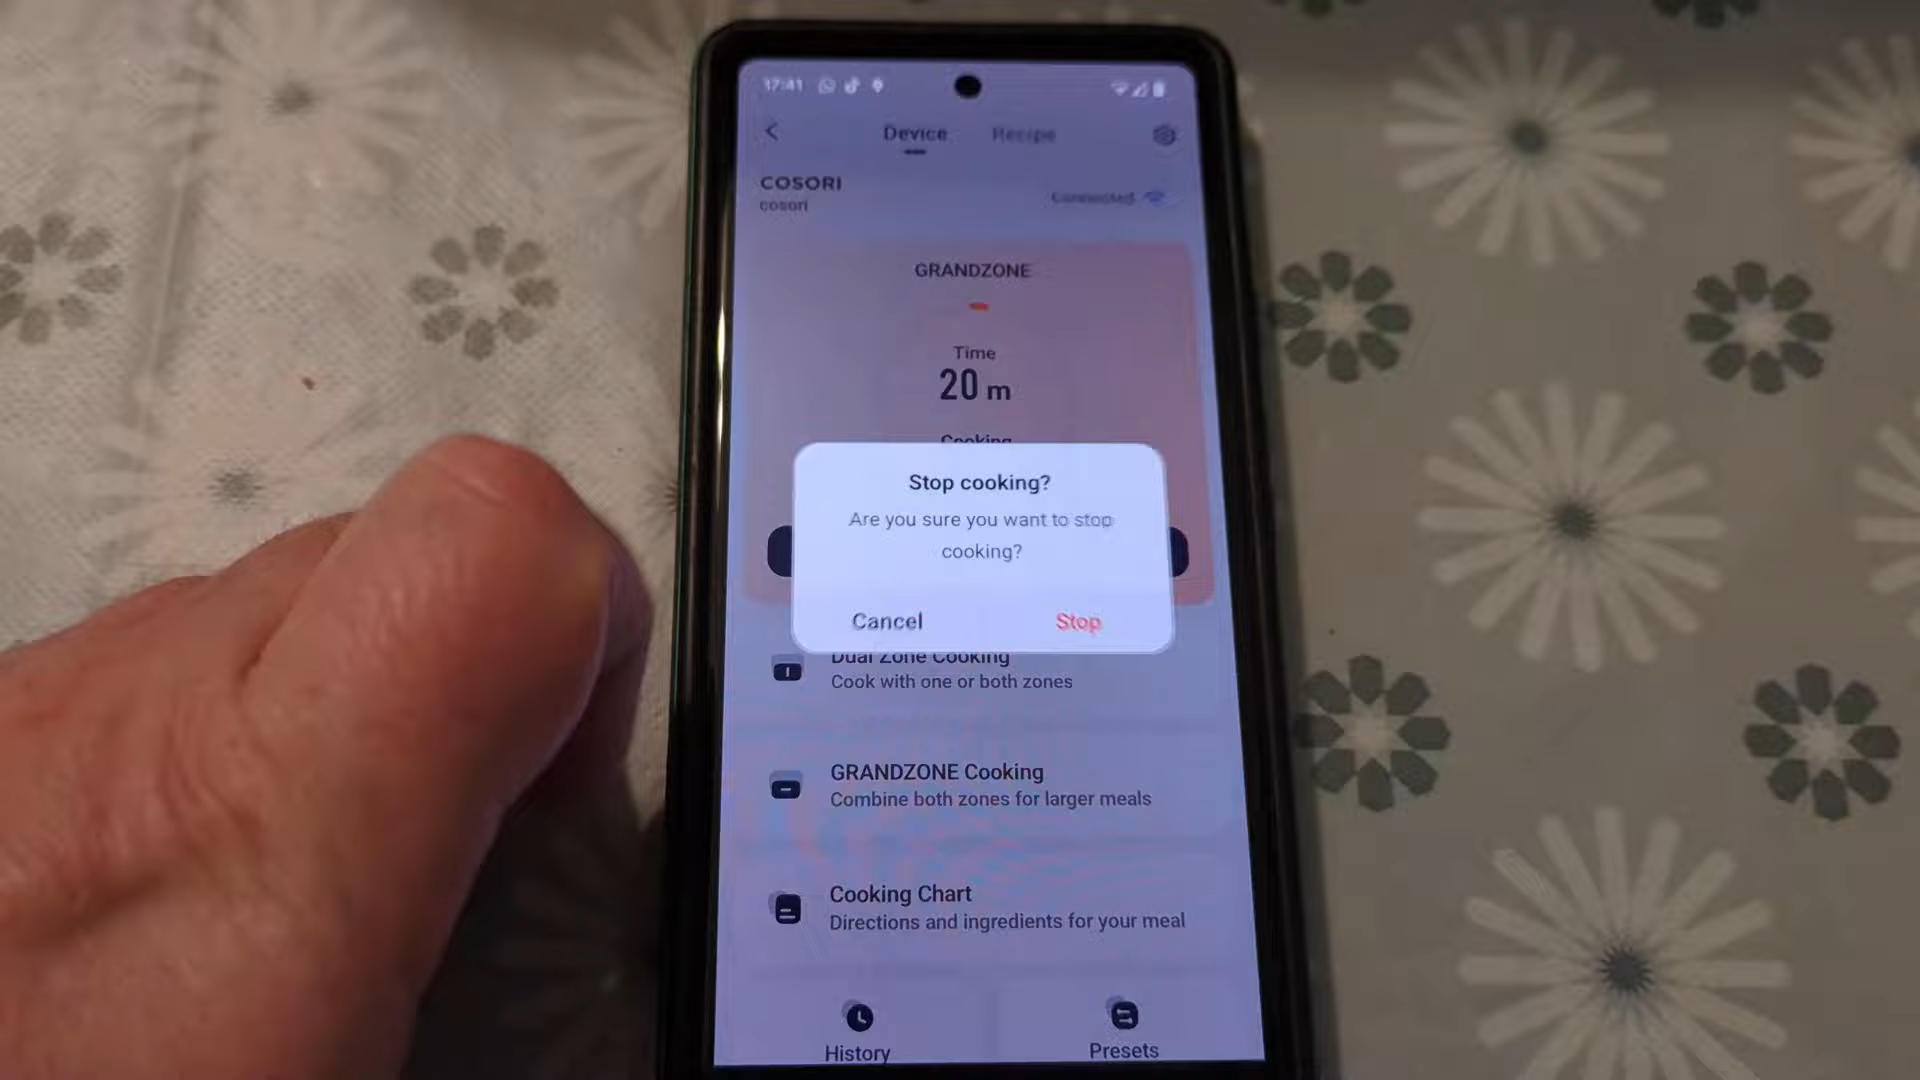 17:41
Device Recipe
COSORI
cosori
Connected
GRANDZONE
Time
20 m
Cooking
Stop cooking?
Are you sure you want to stop
cooking?
Cancel Stop
Dual Zone Cooking
Cook with one or both zones
GRANDZONE Cooking
Combine both zones for larger meals
Cooking Chart
Directions and ingredients for your meal
History Presets